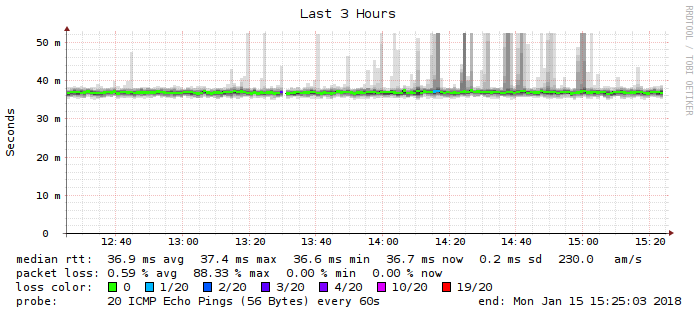 Last 3 Hours
RRDTOOL / TOBI OETIKER
Seconds
50 m
40 m
30 m
20 m
10 m
0
12:40 13:00 13:20 13:40 14:00 14:20 14:40 15:00 15:20
median rtt: 36.9 ms avg 37.4 ms max 36.6 ms min 36.7 ms now 0.2 ms sd 230.0 am/s
packet loss: 0.59 % avg 88.33 % max 0.00 % min 0.00 % now
loss color: 0 1/20 2/20 3/20 4/20 10/20 19/20
probe: 20 ICMP Echo Pings (56 Bytes) every 60s end: Mon Jan 15 15:25:03 2018